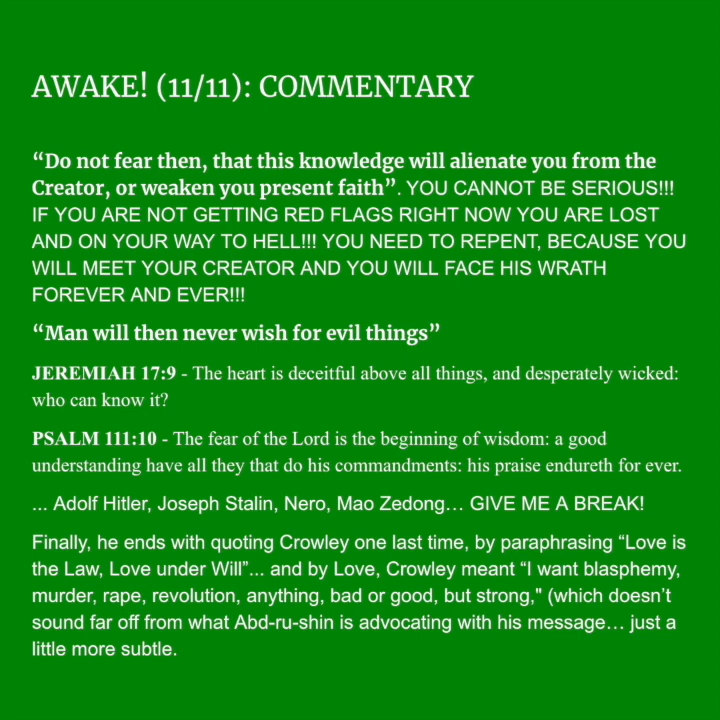 AWAKE! (11/11): COMMENTARY
“Do not fear then, that this knowledge will alienate you from the
Creator, or weaken you present faith”. YOU CANNOT BE SERIOUS!!!
IF YOU ARE NOT GETTING RED FLAGS RIGHT NOW YOU ARE LOST
AND ON YOUR WAY TO HELL!!! YOU NEED TO REPENT, BECAUSE YOU
WILL MEET YOUR CREATOR AND YOU WILL FACE HIS WRATH
FOREVER AND EVER!!!
“Man will then never wish for evil things”
JEREMIAH 17:9 - The heart is deceitful above all things, and desperately wicked:
who can know it?
PSALM 111:10 - The fear of the Lord is the beginning of wisdom: a good
understanding have all they that do his commandments: his praise endureth for ever.
... Adolf Hitler, Joseph Stalin, Nero, Mao Zedong… GIVE ME A BREAK!
Finally, he ends with quoting Crowley one last time, by paraphrasing “Love is
the Law, Love under Will”... and by Love, Crowley meant “I want blasphemy,
murder, rape, revolution, anything, bad or good, but strong," (which doesn’t
sound far off from what Abd-ru-shin is advocating with his message… just a
little more subtle.